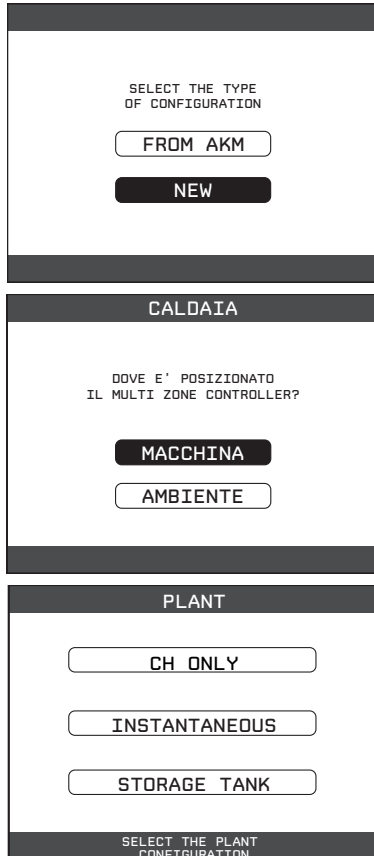 SELECT THE TYPE
OF CONFIGURATION
FROM AKM
NEW
CALDAIA
DOVE E' POSIZIONATO
IL MULTI ZONE CONTROLLER?
MACCHINA
AMBIENTE
PLANT
CH ONLY
INSTANTANEOUS
STORAGE TANK
SELECT THE PLANT
CONFIGURATION